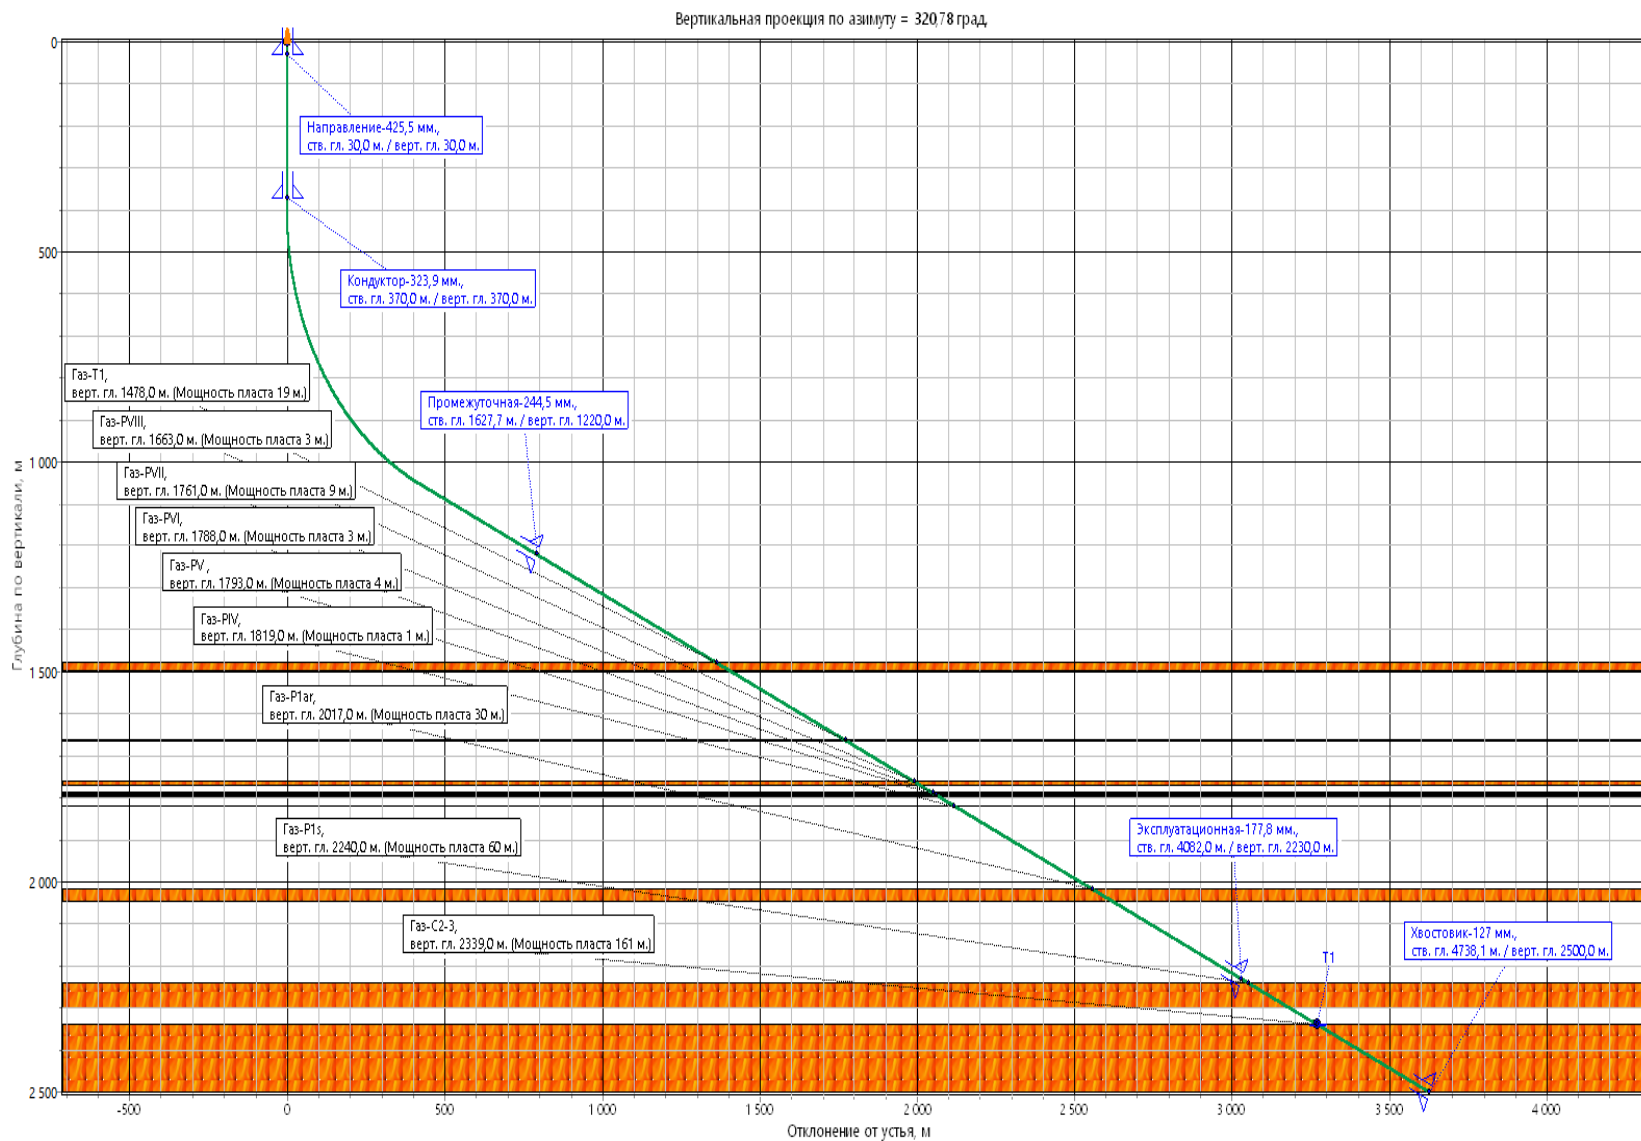 Вертикальная проекция по азимуту = 320,78 град,
0
Направление-425,5 мм.,
ств. гл. 30,0 м. / верт. гл. 30,0 м.
500
Кондуктор-323,9 мм.,
ств. гл. 370,0 м. / верт. гл. 370,0 м.
Газ-Т1,
верт. гл. 1478,0 м. (Мощность пласта 19 м.)
Промежуточная-244,5 мм.,
ств. гл. 1627,7 м. / верт. гл. 1220,0 м.
Газ-PVIII,
верт. гл. 1663,0 м. (Мощность пласта 3 м.)
1 000
Газ-PVII,
верт. гл. 1761,0 м. (Мощность пласта 9 м.)
Газ-PVI,
верт. гл. 1788,0 м. (Мощность пласта 3 м.)
Газ-PV ,
верт. гл. 1793,0 м. (Мощность пласта 4 м.)
Газ-PIV,
верт. гл. 1819,0 м. (Мощность пласта 1 м.)
Глубина по вертикали, м
1 500
Газ-P1ar,
верт. гл. 2017,0 м. (Мощность пласта 30 м.)
Газ-P1s,
верт. гл. 2240,0 м. (Мощность пласта 60 м.)
Эксплуатационная-177,8 мм.,
ств. гл. 4082,0 м. / верт. гл. 2230,0 м.
2 000
Газ-С2-3,
верт. гл. 2339,0 м. (Мощность пласта 161 м.)
Хвостовик-127 мм.,
ств. гл. 4738,1 м. / верт. гл. 2500,0 м.
Т1
2 500
-500 0 500 1 000 1 500 2 000 2 500 3 000 3 500 4 000
Отклонение от устья, м